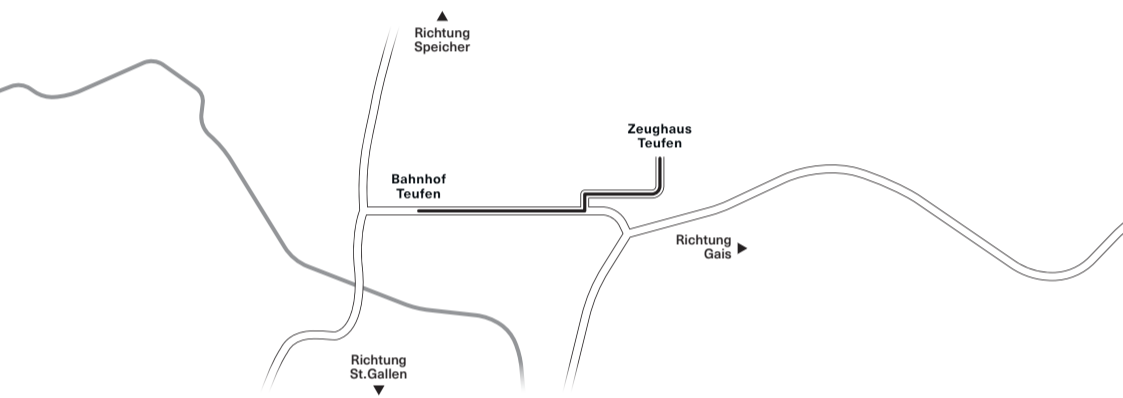 Richtung
Speicher
Zeughaus
Teufen
Bahnhof
Teufen
Richtung
Gais
Richtung
St.Gallen